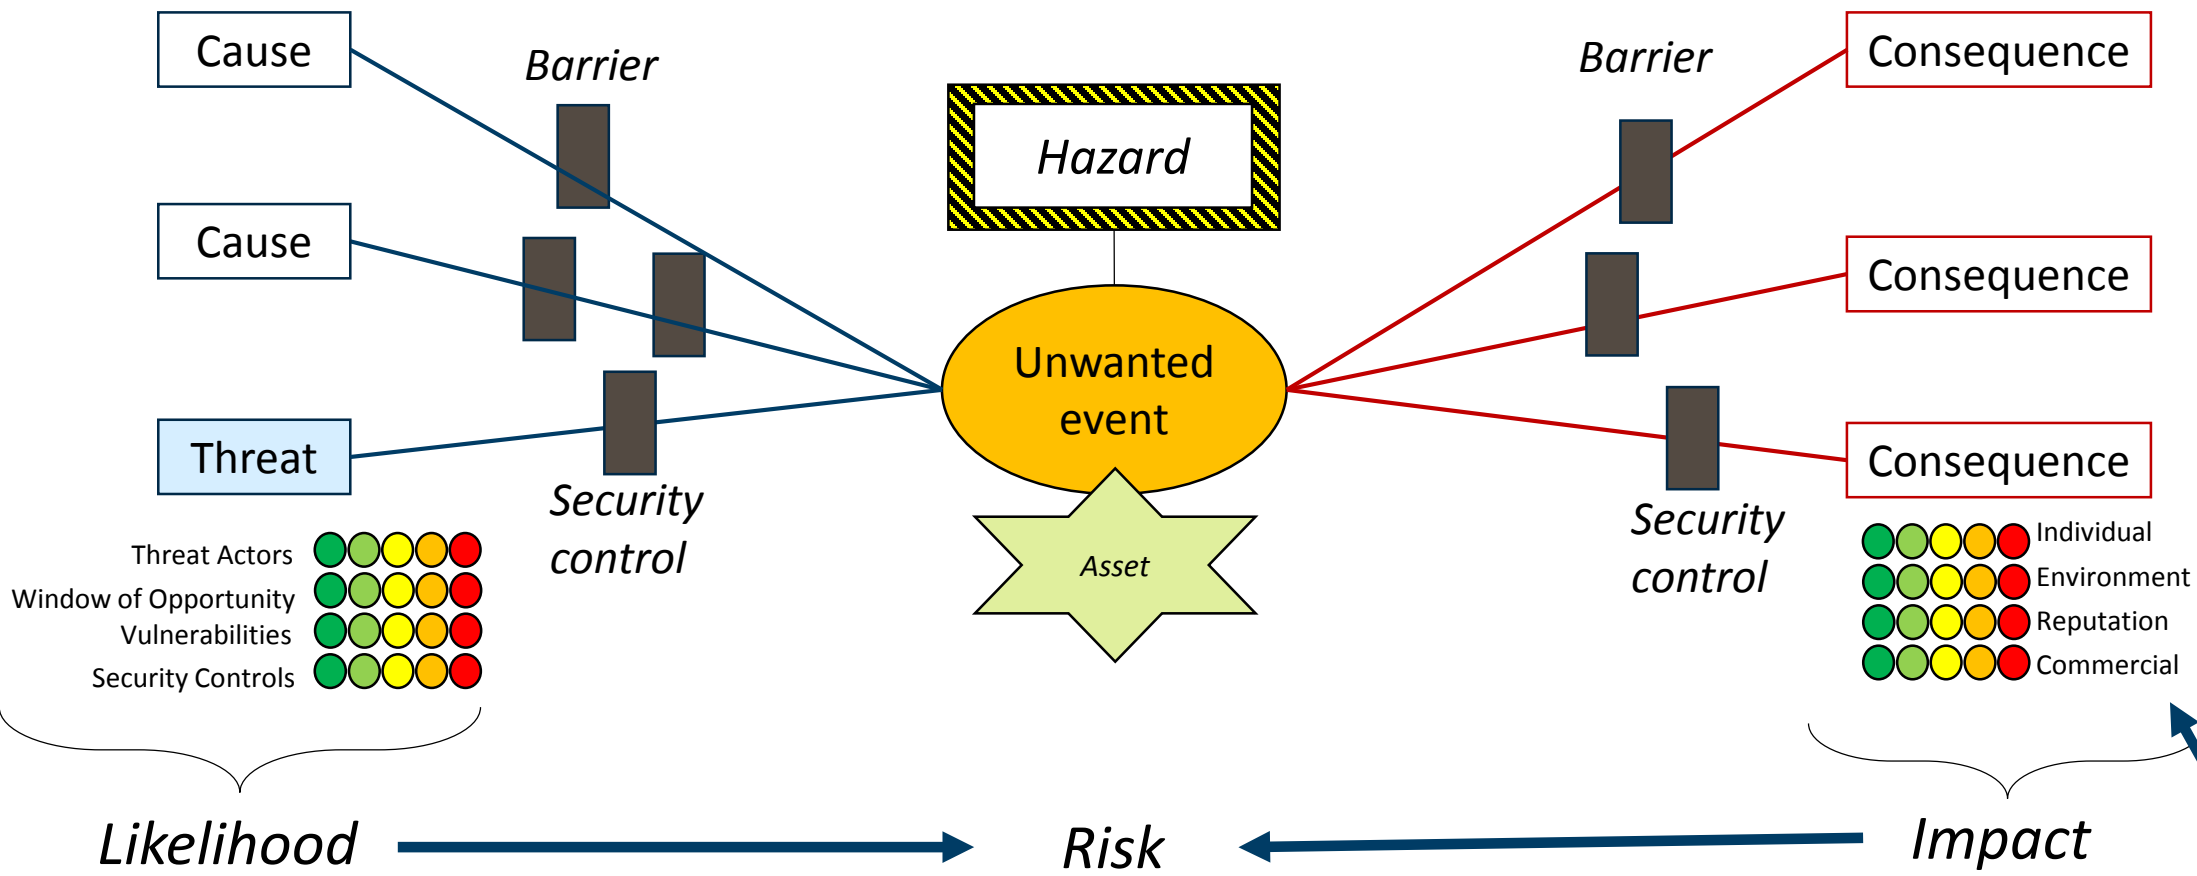 Cause
Barrier
Barrier
Consequence
Hazard
Cause
Consequence
Unwanted
event
Threat
Consequence
Security
control
Security
control
Asset
Threat Actors
Window of Opportunity
Vulnerabilities
Security Controls
Individual
Environment
Reputation
Commercial
Likelihood
Risk
Impact